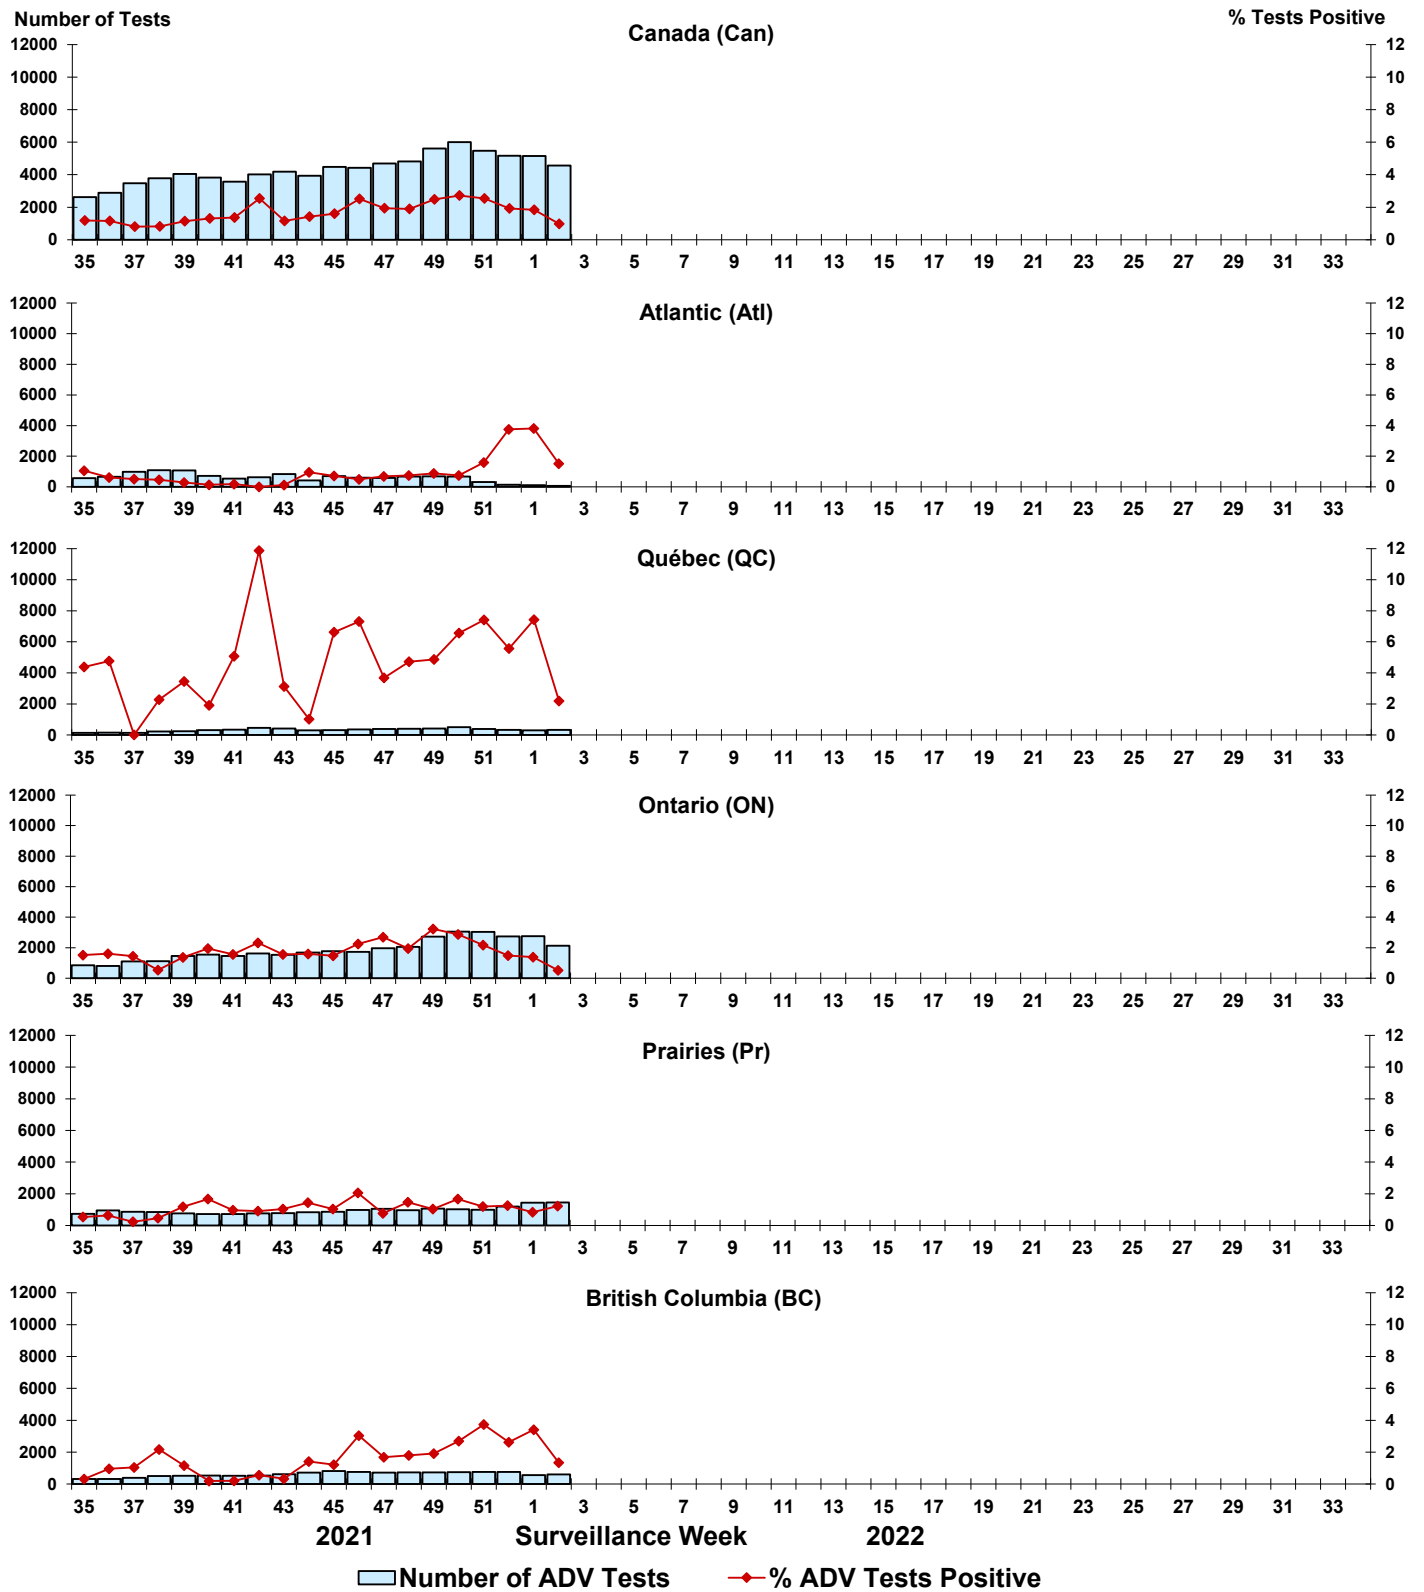 Number of Tests % Tests Positive
Canada (Can)
12000 12
10000 10
8000 8
6000 6
4000 4
2000 2
0 0
35 37 39 41 43 45 47 49 51 1 3 5 7 9 11 13 15 17 19 21 23 25 27 29 31 33
Atlantic (Atl)
12000 12
10000 10
8000 8
6000 6
4000 4
2000 2
0 0
35 37 39 41 43 45 47 49 51 1 3 5 7 9 11 13 15 17 19 21 23 25 27 29 31 33
Québec (QC)
12000 12
10000 10
8000 8
6000 6
4000 4
2000 2
0 0
35 37 39 41 43 45 47 49 51 1 3 5 7 9 11 13 15 17 19 21 23 25 27 29 31 33
Ontario (ON)
12000 12
10000 10
8000 8
6000 6
4000 4
2000 2
0 0
35 37 39 41 43 45 47 49 51 1 3 5 7 9 11 13 15 17 19 21 23 25 27 29 31 33
Prairies (Pr)
12000 12
10000 10
8000 8
6000 6
4000 4
2000 2
0 0
35 37 39 41 43 45 47 49 51 1 3 5 7 9 11 13 15 17 19 21 23 25 27 29 31 33
British Columbia (BC)
12000 12
10000 10
8000 8
6000 6
4000 4
2000 2
0 0
35 37 39 41 43 45 47 49 51 1 3 5 7 9 11 13 15 17 19 21 23 25 27 29 31 33
2021 Surveillance Week 2022
Number of ADV Tests % ADV Tests Positive